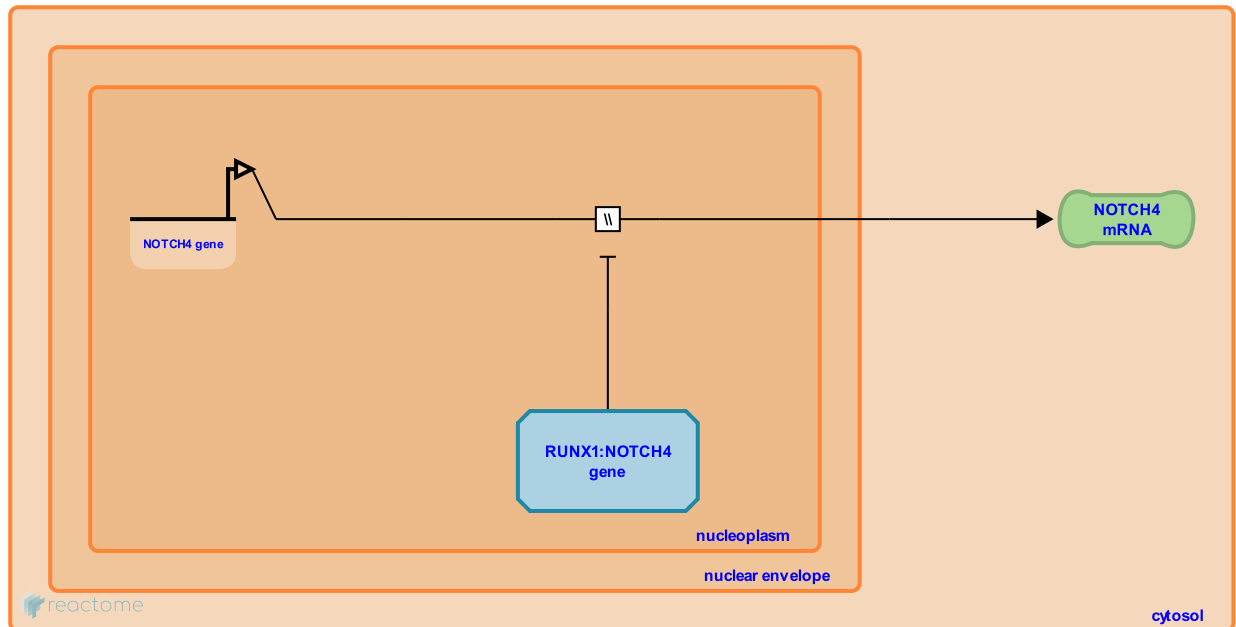 NOTCH4 gene
\\
NOTCH4
mRNA
RUNX1:NOTCH4
gene
nucleoplasm
nuclear envelope
reactome
cytosol